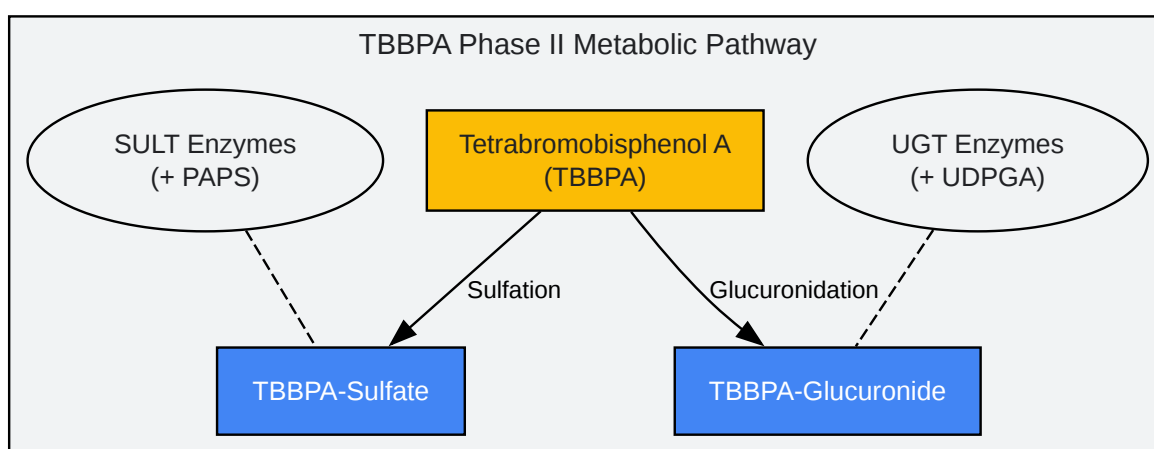 TBBPA Phase II Metabolic Pathway
SULT Enzymes
(+ PAPS)
Tetrabromobisphenol A
(TBBPA)
UGT Enzymes
(+ UDPGA)
Sulfation
Glucuronidation
TBBPA-Sulfate
TBBPA-Glucuronide